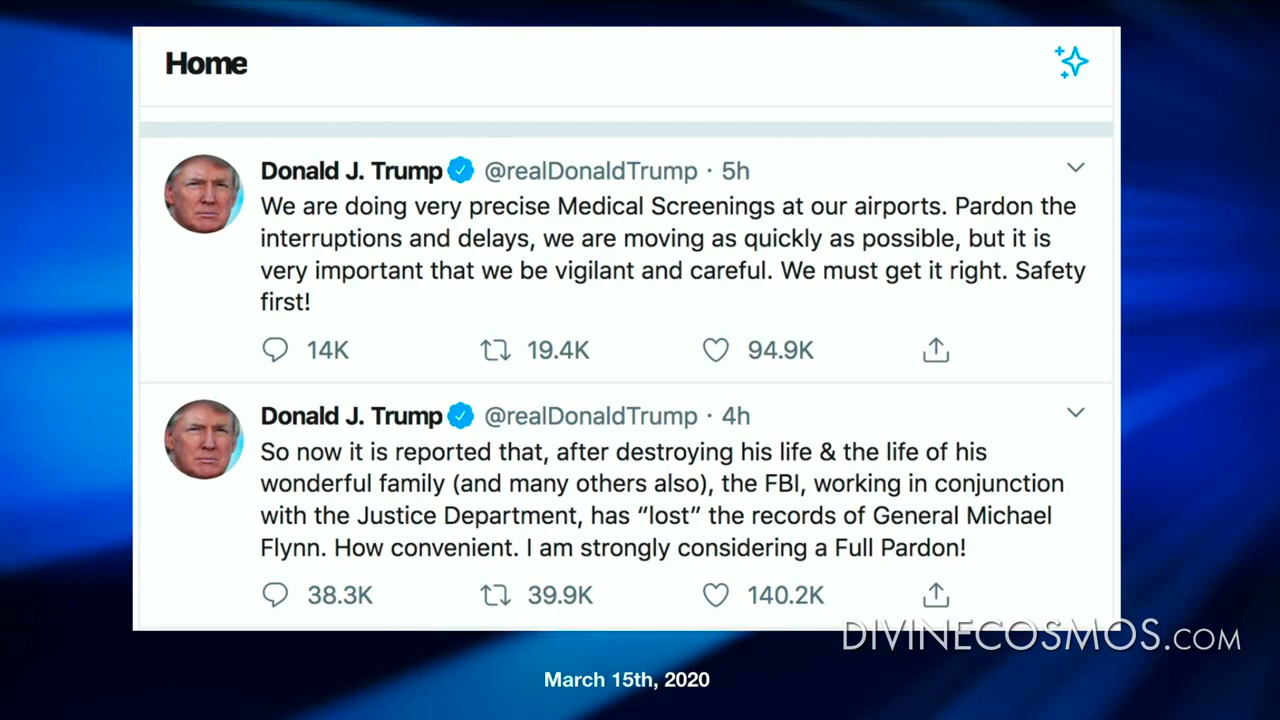 Home
Donald J. Trump @realDonaldTrump · 5h
We are doing very precise Medical Screenings at our airports. Pardon the
interruptions and delays, we are moving as quickly as possible, but it is
very important that we be vigilant and careful. We must get it right. Safety
first!
14K 19.4K 94.9K
Donald J. Trump @realDonaldTrump · 4h
So now it is reported that, after destroying his life & the life of his
wonderful family (and many others also), the FBI, working in conjunction
with the Justice Department, has “lost” the records of General Michael
Flynn. How convenient. I am strongly considering a Full Pardon!
38.3K 39.9K 140.2K
DIVINECOSMOS.COM
March 15th, 2020